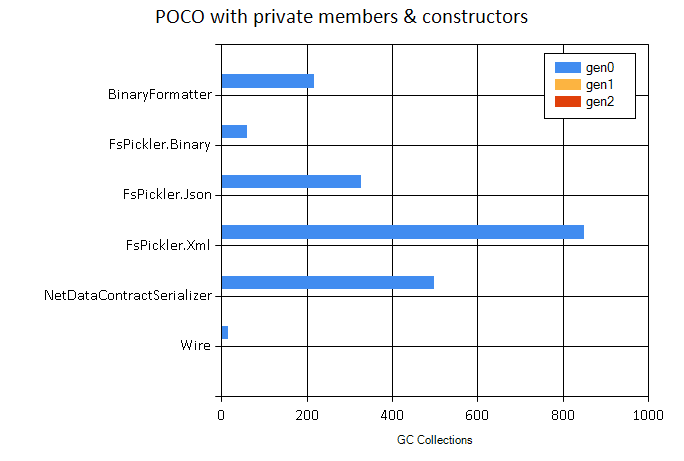 POCO with private members & constructors
gen0
gen1
gen2
BinaryFormatter
FsPickler.Binary
FsPickler.Json
FsPickler.Xml
NetDataContractSerializer
Wire
0 200 400 600 800 1000
GC Collections